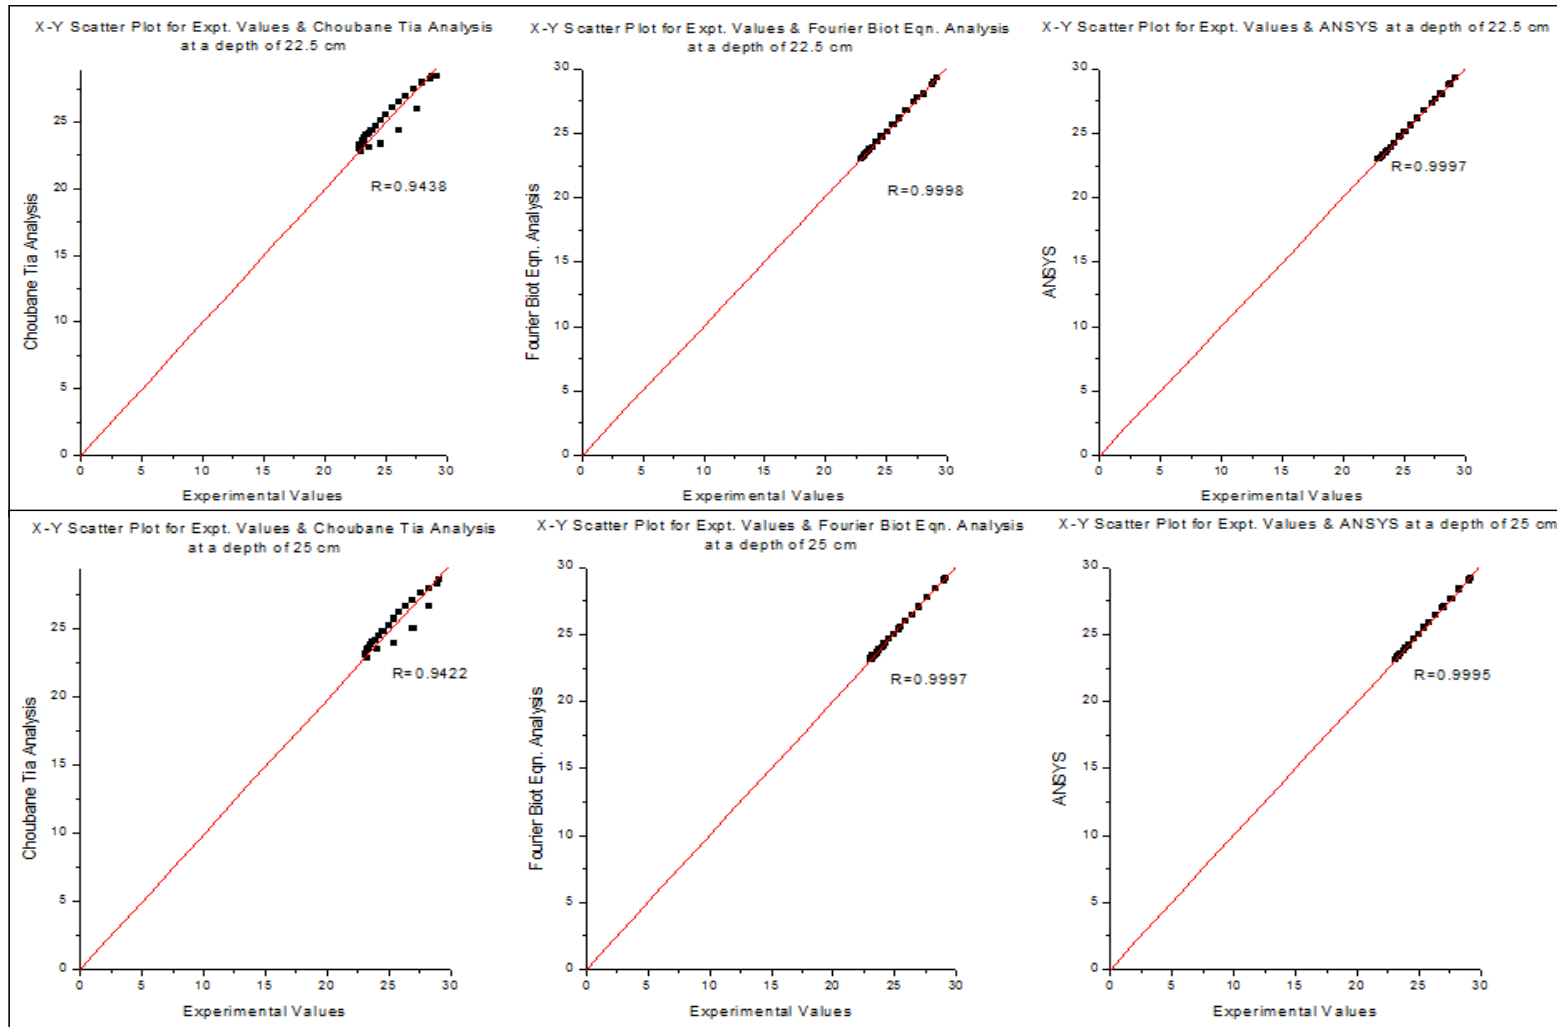 X-Y Scatter Plot for Expt. Values & Choubane Tia Analysis
at a depth of 22.5 cm
Choubane Tia Analysis
25
20
15
10
5
0
R=0.9438
0 5 10 15 20 25 30
Experimental Values
X-Y Scatter Plot for Expt. Values & Fourier Biot Eqn. Analysis
at a depth of 22.5 cm
Fourier Biot Eqn. Analysis
30
25
20
15
10
5
0
R=0.9998
0 5 10 15 20 25 30
Experimental Values
X-Y Scatter Plot for Expt. Values & ANSYS at a depth of 22.5 cm
ANSYS
30
25
20
15
10
5
0
R=0.9997
0 5 10 15 20 25 30
Experimental Values
X-Y Scatter Plot for Expt. Values & Choubane Tia Analysis
at a depth of 25 cm
Choubane Tia Analysis
25
20
15
10
5
0
R=0.9422
0 5 10 15 20 25 30
Experimental Values
X-Y Scatter Plot for Expt. Values & Fourier Biot Eqn. Analysis
at a depth of 25 cm
Fourier Biot Eqn. Analysis
30
25
20
15
10
5
0
R=0.9997
0 5 10 15 20 25 30
Experimental Values
X-Y Scatter Plot for Expt. Values & ANSYS at a depth of 25 cm
ANSYS
30
25
20
15
10
5
0
R=0.9995
0 5 10 15 20 25 30
Experimental Values